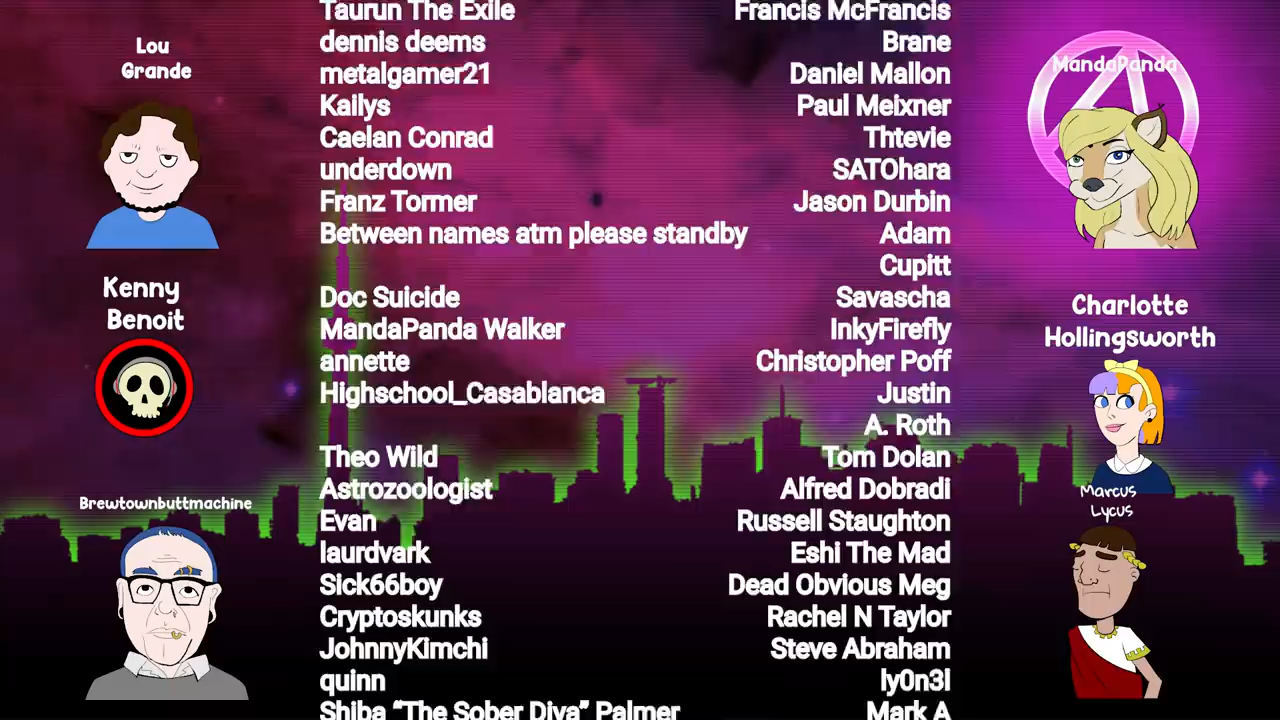 Lou
Grande
Kenny
Benoit
Brewtownbuttmachine
Taurun The Exile
dennis deems
metalgamer21
Kailys
Caelan Conrad
underdown
Franz Tormer
Between names atm please standby
Doc Suicide
MandaPanda Walker
annette
Highschool_Casablanca
Theo Wild
Astrozoologist
Evan
laurdvark
Sick66boy
Cryptoskunks
JohnnyKimchi
quinn
Shiba “The Sober Diva” Palmer
Francis McFrancis
Brane
Daniel Mallon
Paul Meixner
Thtevie
SATOhara
Jason Durbin
Adam
Cupitt
Savascha
InkyFirefly
Christopher Poff
Justin
A. Roth
Tom Dolan
Alfred Dobradi
Russell Staughton
Eshi The Mad
Dead Obvious Meg
Rachel N Taylor
Steve Abraham
ly0n3l
Mark A
MandaPanda
Charlotte
Hollingsworth
Marcus
Lycus